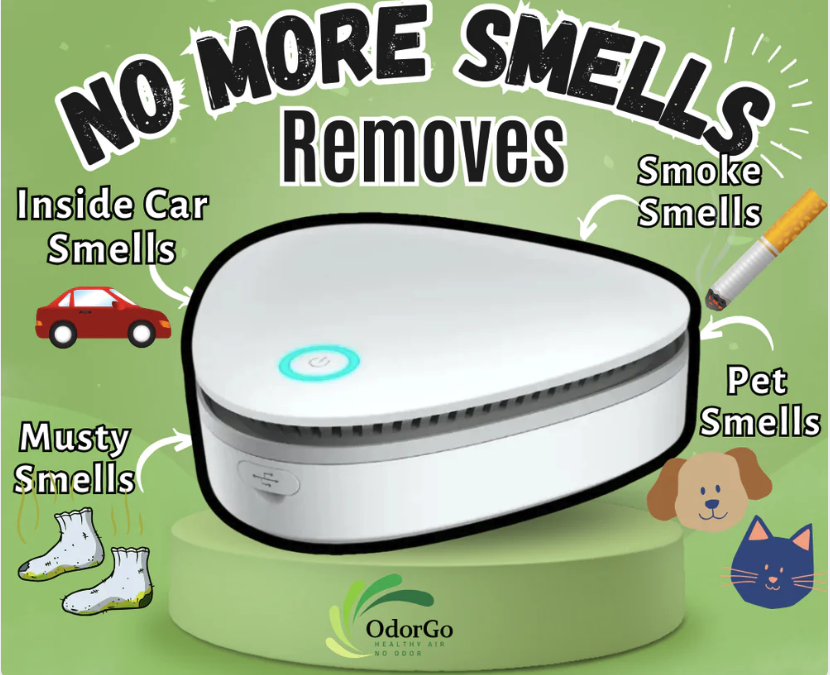 NO MORE SMELLS
Removes
Inside Car
Smells
Smoke
Smells
Pet
Smells
Musty
Smells
OdorGo
HEALTHY AIR
NO ODOR